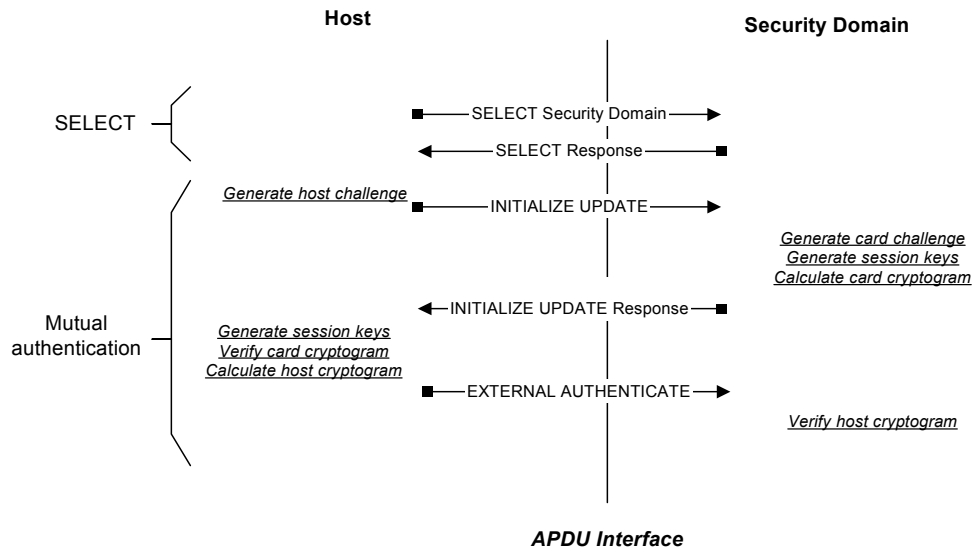 Host
Security Domain
SELECT
SELECT Security Domain
SELECT Response
Generate host challenge
INITIALIZE UPDATE
Generate card challenge
Generate session keys
Calculate card cryptogram
INITIALIZE UPDATE Response
Mutual
authentication
Generate session keys
Verify card cryptogram
Calculate host cryptogram
EXTERNAL AUTHENTICATE
Verify host cryptogram
APDU Interface